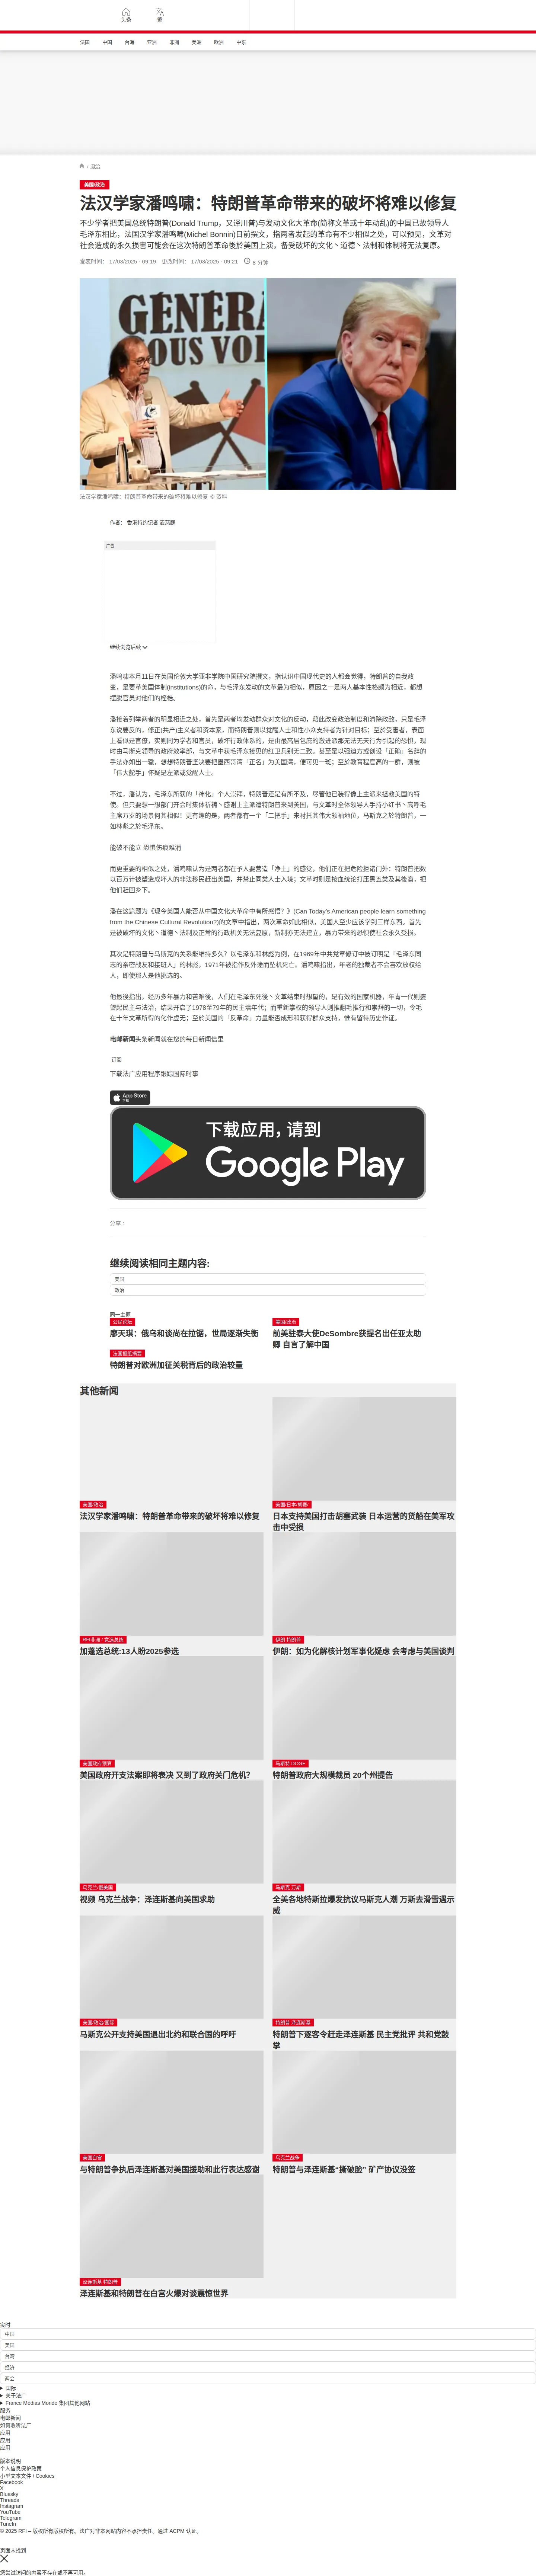 头条
繁
法国
中国
台海
亚洲
非洲
美洲
欧洲
中东
/ 政治
美国/政治
法汉学家潘鸣啸：特朗普革命带来的破坏将难以修复
不少学者把美国总统特朗普(Donald Trump，又译川普)与发动文化大革命(简称文革或十年动乱)的中国已故领导人
毛泽东相比，法国汉学家潘鸣啸(Michel Bonnin)日前撰文，指两者发起的革命有不少相似之处，可以预见，文革对
社会造成的永久损害可能会在这次特朗普革命後於美国上演，备受破坏的文化丶道德丶法制和体制将无法复原。
发表时间： 17/03/2025 - 09:19 更改时间： 17/03/2025 - 09:21 8 分钟
GENERAL
法汉学家潘鸣啸：特朗普革命带来的破坏将难以修复 © 资料
作者： 香港特约记者 麦燕庭
广告
继续浏览后续
潘鸣啸本月11日在美国伦敦大学亚非学院中国研究院撰文，指认识中国现代史的人都会觉得，特朗普的自我政
变，是要革美国体制(institutions)的命，与毛泽东发动的文革最为相似，原因之一是两人基本性格颇为相近，都想
摆脱官员对他们的桎梏。
潘接着列举两者的明显相近之处，首先是两者均发动群众对文化的反动，藉此改变政治制度和清除政敌，只是毛泽
东说要反的，修正(共产)主义者和资本家，而特朗普则以觉醒人士和性小众支持者为针对目标；至於受害者，表面
上看似是官僚，实则同为学者和官员，破坏行政体系的，是由最高层包庇的激进派那无法无天行为引起的恐惧，现
时由马斯克领导的政府效率部，与文革中获毛泽东接见的红卫兵别无二致。甚至是以强迫方或创设「正确」名辞的
手法亦如出一辙，想想特朗普坚决要把墨西哥湾「正名」为美国湾，便可见一斑；至於教育程度高的一群，则被
「伟大舵手」怀疑是左派或觉醒人士。
不过，潘认为，毛泽东所获的「神化」个人崇拜，特朗普还是有所不及，尽管他已装得像上主派来拯救美国的特
使。但只要想一想部门开会时集体祈祷丶感谢上主派遣特朗普来到美国，与文革时全体领导人手持小紅书丶高呼毛
主席万岁的场景何其相似！更有趣的是，两者都有一个「二把手」来衬托其伟大领袖地位，马斯克之於特朗普，一
如林彪之於毛泽东。
能破不能立 恐惧伤痕难消
而更重要的相似之处，潘鸣啸认为是两者都在予人要营造「净土」的感觉，他们正在把危险拒诸门外：特朗普把数
以百万计被塑造成坏人的非法移民赶出美国，并禁止同类人士入境；文革时则是按血统论打压黑五类及其後裔，把
他们赶回乡下。
潘在这篇题为《现今美国人能否从中国文化大革命中有所感悟？》(Can Today's American people learn something
from the Chinese Cultural Revolution?)的文章中指出，两次革命如此相似，美国人至少应该学到三样东西。首先
是被破坏的文化丶道德丶法制及正常的行政机关无法复原，新制亦无法建立，暴力带来的恐惧使社会永久受损。
其次是特朗普与马斯克的关系能维持多久？以毛泽东和林彪为例，在1969年中共党章修订中被订明是「毛泽东同
志的亲密战友和接班人」的林彪，1971年被指作反外途而坠机死亡。潘鸣啸指出，年老的独裁者不会喜欢放权给
人，即便那人是他挑选的。
他最後指出，经历多年暴力和苦难後，人们在毛泽东死後丶文革结束时想望的，是有效的国家机器，年青一代则遗
望起民主与法治，结果开启了1978至79年的民主墙年代；而重新掌权的领导人则推翻毛推行和崇拜的一切，令毛
在十年文革所得的化作虚无；至於美国的「反革命」力量能否成形和获得群众支持，惟有留待历史作证。
电邮新闻头条新闻就在您的每日新闻信里
订阅
下载法广应用程序跟踪国际时事
App Store
下载
下载应用，请到
Google Play
分享 :
继续阅读相同主题内容:
美国
政治
同一主题
公民论坛
廖天琪：俄乌和谈尚在拉锯，世局逐渐失衡
美国/政治
前美驻泰大使DeSombre获提名出任亚太助
卿 自言了解中国
法国报纸摘要
特朗普对欧洲加征关税背后的政治较量
其他新闻
美国/政治
法汉学家潘鸣啸：特朗普革命带来的破坏将难以修复
美国/日本/胡塞/
日本支持美国打击胡塞武装 日本运营的货船在美军攻
击中受损
RFI非洲 / 竞选总统
加蓬选总统:13人盼2025参选
伊朗 特朗普
伊朗：如为化解核计划军事化疑虑 会考虑与美国谈判
美国政府预算
美国政府开支法案即将表决 又到了政府关门危机?
马斯特 DOGE
特朗普政府大规模裁员 20个州提告
乌克兰/俄美国
视频 乌克兰战争：泽连斯基向美国求助
马斯克 万斯
全美各地特斯拉爆发抗议马斯克人潮 万斯去滑雪遇示
威
美国/政治/国际
马斯克公开支持美国退出北约和联合国的呼吁
特朗普 泽连斯基
特朗普下逐客令赶走泽连斯基 民主党批评 共和党鼓
掌
美国白宫
与特朗普争执后泽连斯基对美国援助和此行表达感谢
乌克兰战争
特朗普与泽连斯基“撕破脸” 矿产协议没签
泽连斯基 特朗普
泽连斯基和特朗普在白宫火爆对谈震惊世界
实时
中国
美国
台湾
经济
两会
国际
关于法广
France Médias Monde 集团其他网站
服务
电邮新闻
如何收听法广
应用
应用
应用
版本说明
个人信息保护政策
小型文本文件 / Cookies
Facebook
X
Bluesky
Threads
Instagram
YouTube
Telegram
TuneIn
© 2025 RFI – 版权所有版权所有。法广对非本网站内容不承担责任。通过 ACPM 认证。
页面未找到
您尝试访问的内容不存在或不再可用。